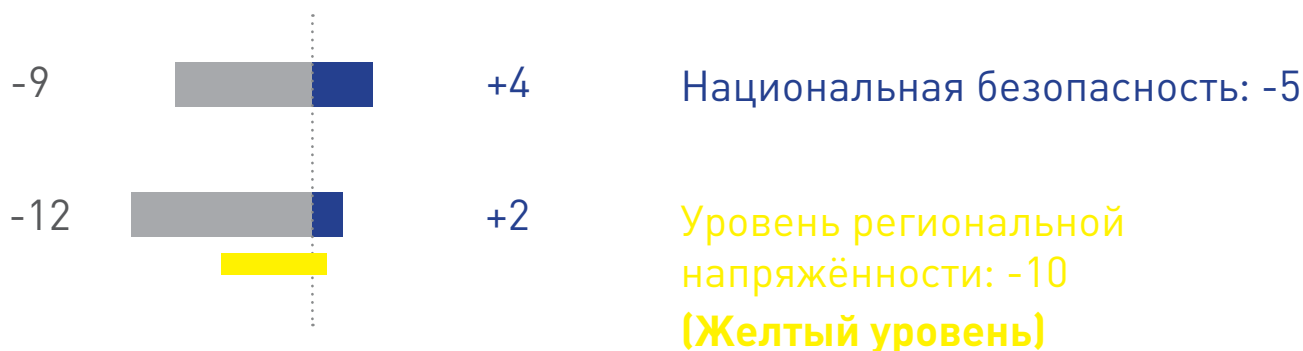 -9 +4 Национальная безопасность: -5
-12 +2 Уровень региональной
напряжённости: -10
(Желтый уровень)